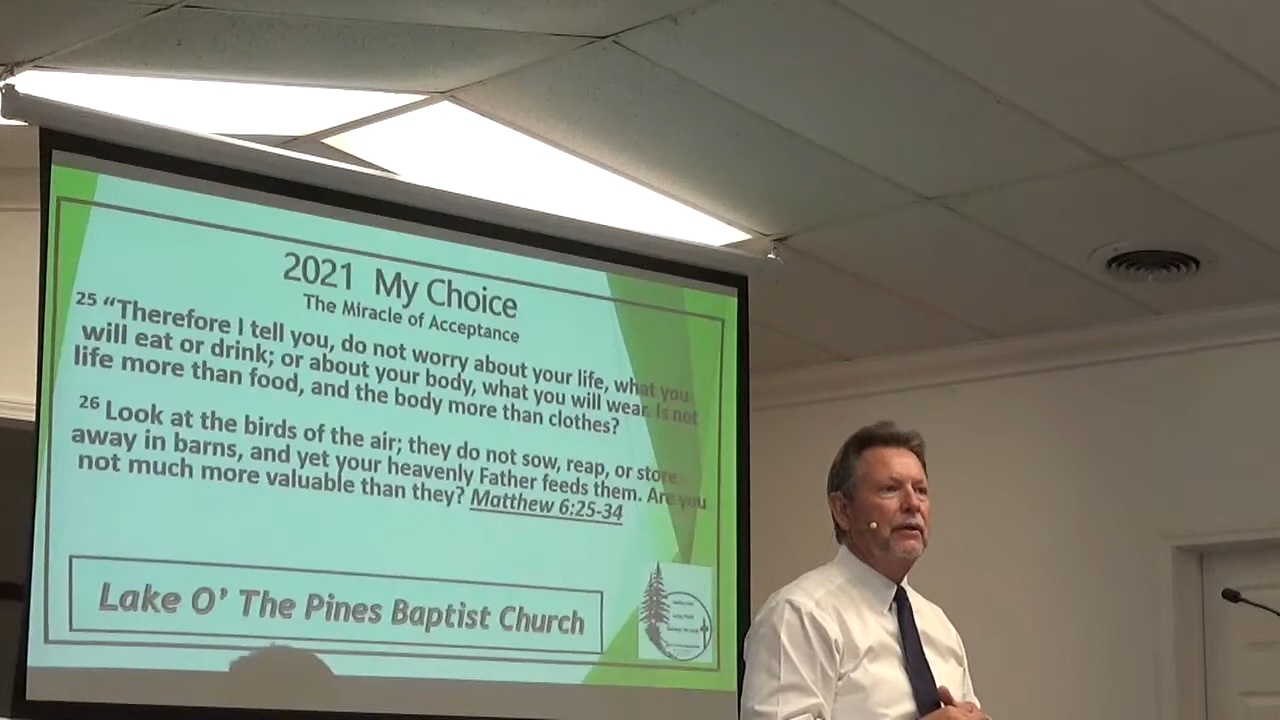 2021 My Choice
The Miracle of Acceptance
25 “Therefore I tell you, do not worry about your life, what you
will eat or drink; or about your body, what you will wear. Is not
life more than food, and the body more than clothes?
26 Look at the birds of the air; they do not sow, reap, or store
away in barns, and yet your heavenly Father feeds them. Are you
not much more valuable than they? Matthew 6:25-34
Lake O’ The Pines Baptist Church